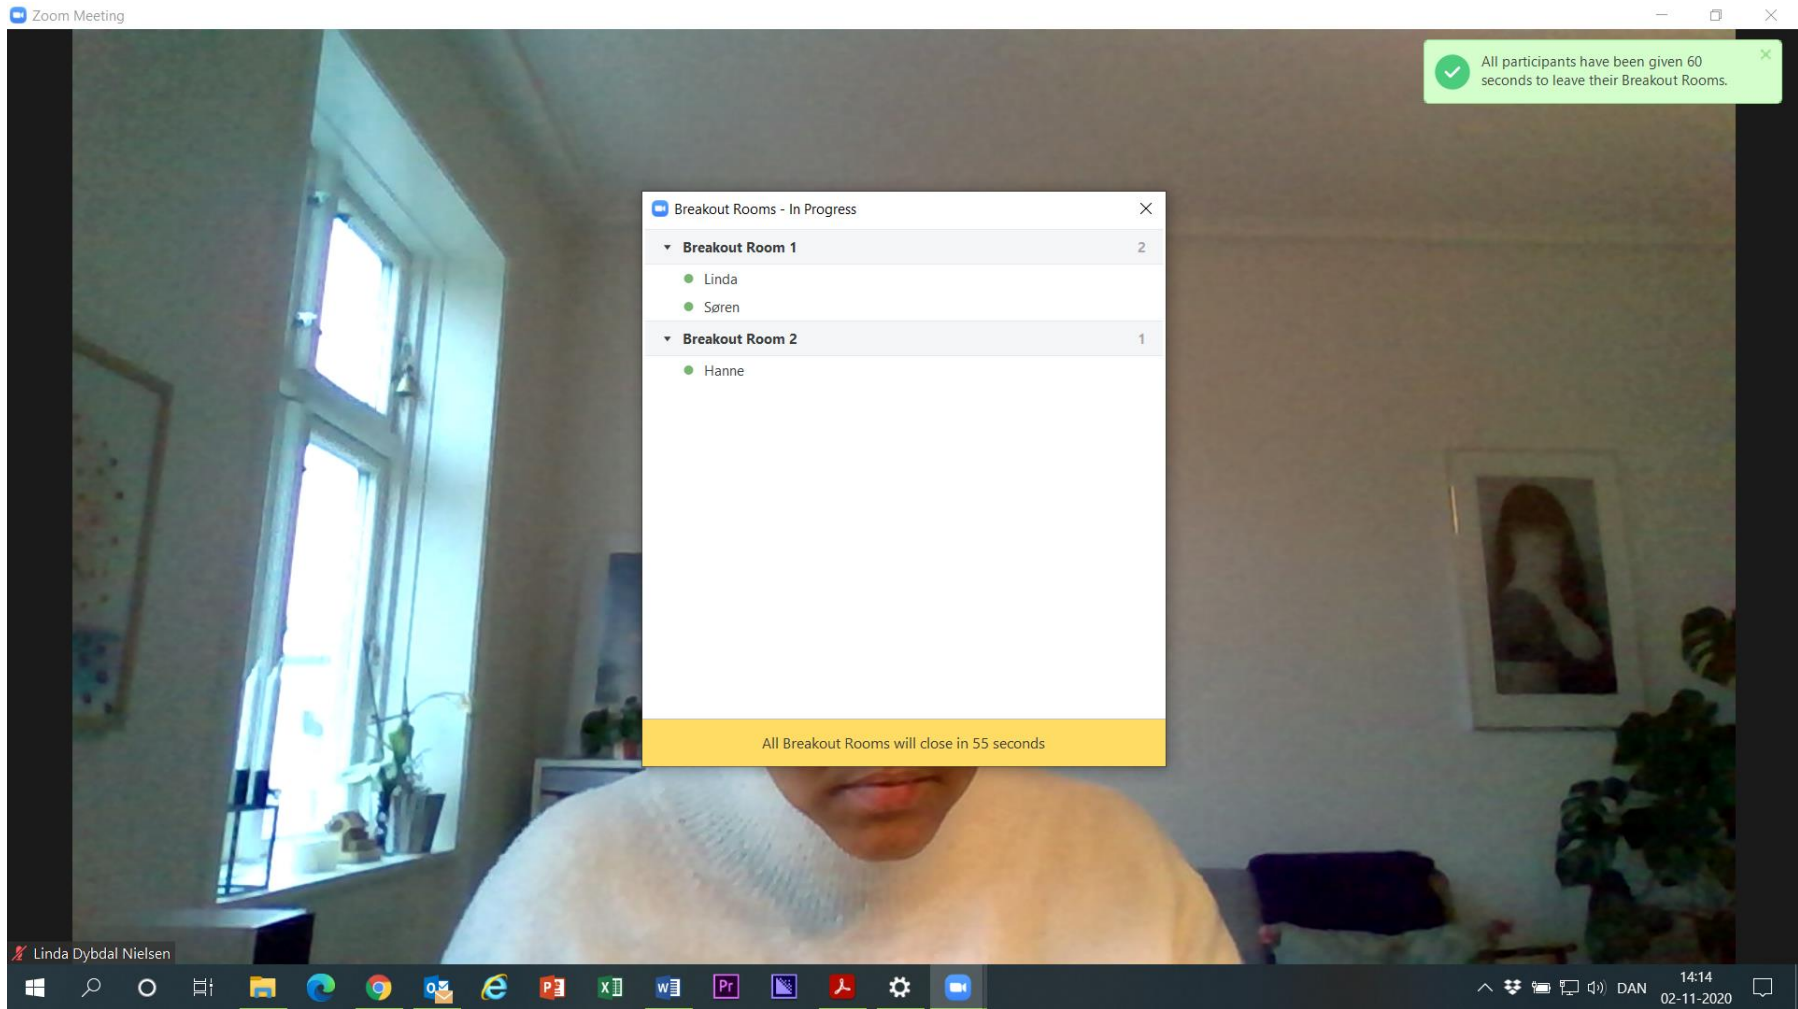 Zoom Meeting
All participants have been given 60
seconds to leave their Breakout Rooms.
Breakout Rooms - In Progress
Breakout Room 1 2
Linda
Søren
Breakout Room 2 1
Hanne
All Breakout Rooms will close in 55 seconds
Linda Dybdal Nielsen
DAN
14:14
02-11-2020